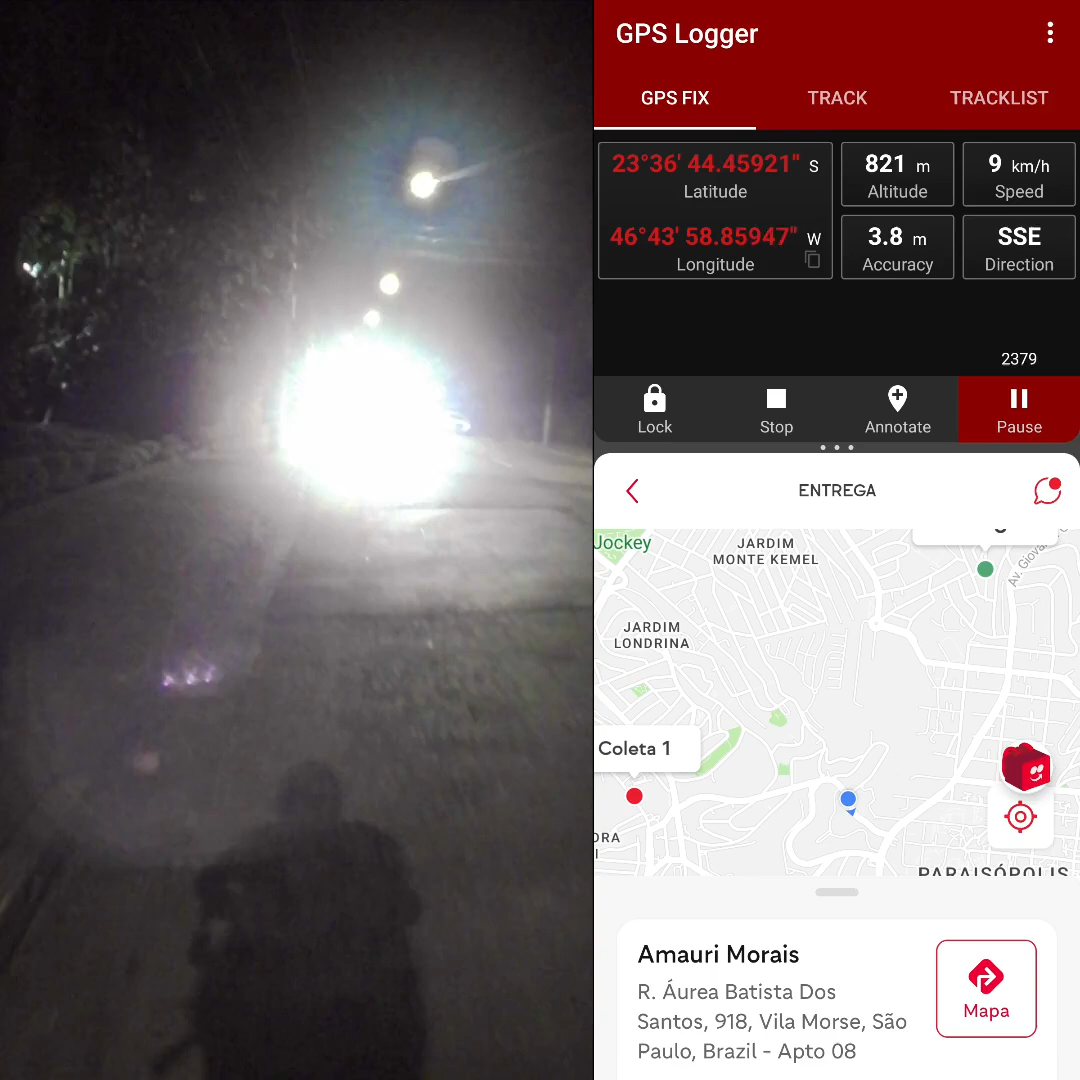 GPS Logger
GPS FIX TRACK TRACKLIST
23°36' 44.45921" S
Latitude
46°43' 58.85947" W
Longitude
821 m
Altitude
9 km/h
Speed
3.8 m
Accuracy
SSE
Direction
2379
Lock Stop Annotate Pause
ENTREGA
Jockey
JARDIM
MONTE KEMEL
JARDIM
LONDRINA
Coleta 1
PARAISÓPOLIS
Amauri Morais
R. Áurea Batista Dos
Santos, 918, Vila Morse, São
Paulo, Brazil - Apto 08
Mapa